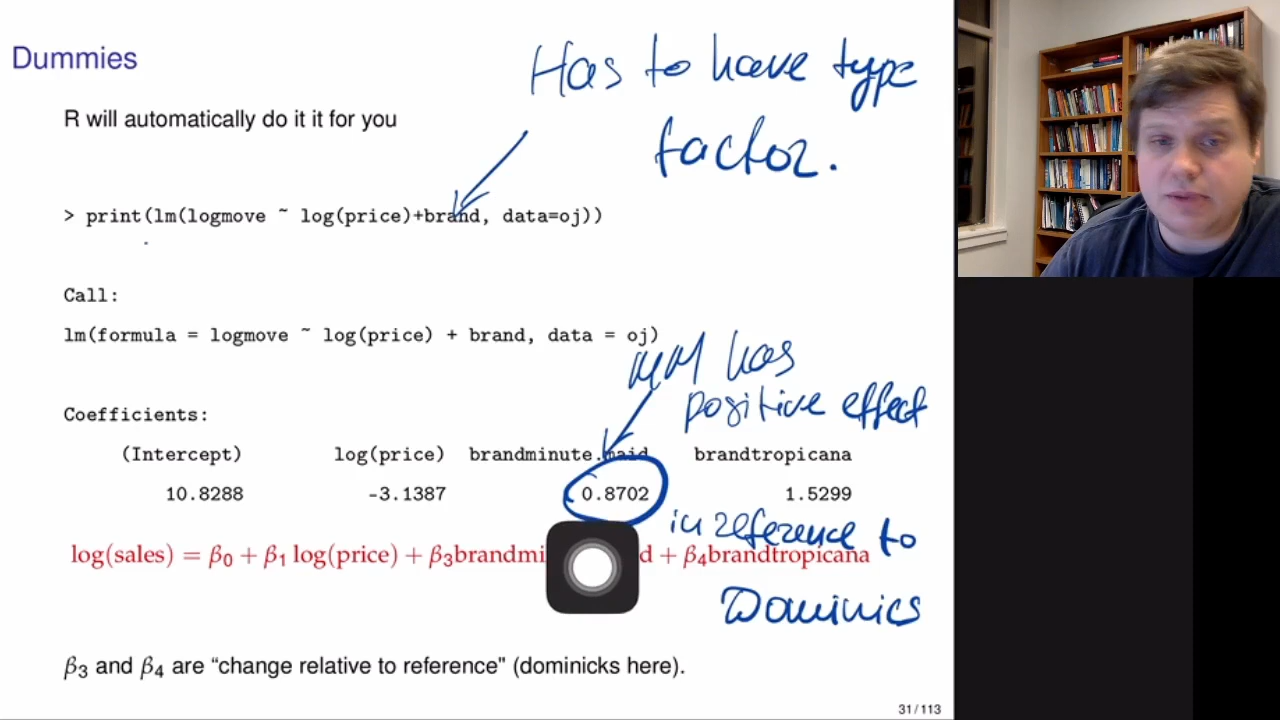 Dummies
Has to have type
factor.
R will automatically do it it for you
> print(lm(logmove ~ log(price)+brand, data=oj))
Call:
lm(formula = logmove ~ log(price) + brand, data = oj)
MM has
positive effect
Coefficients:
(Intercept) log(price) brandminute.maid brandtropicana
10.8288 -3.1387 0.8702 1.5299
in reference to
log(sales) = β0 + β1 log(price) + β3brandmi d + β4brandtropicana
Dominics
β3 and β4 are “change relative to reference" (dominicks here).
31 / 113